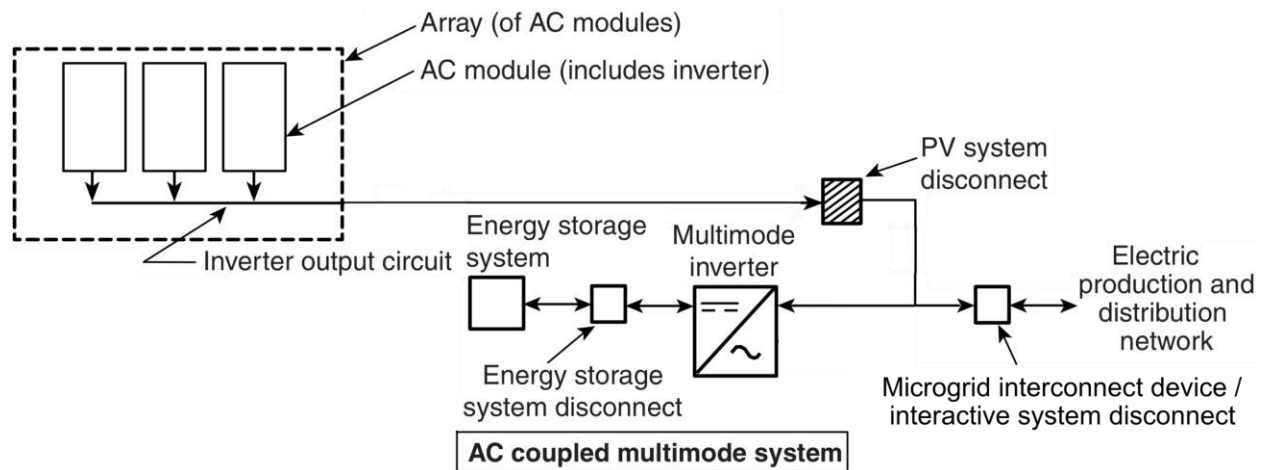 Array (of AC modules)
AC module (includes inverter)
PV system
disconnect
Energy storage
system
Multimode
inverter
Inverter output circuit
Electric
production and
distribution
network
Energy storage
system disconnect
Microgrid interconnect device /
interactive system disconnect
AC coupled multimode system